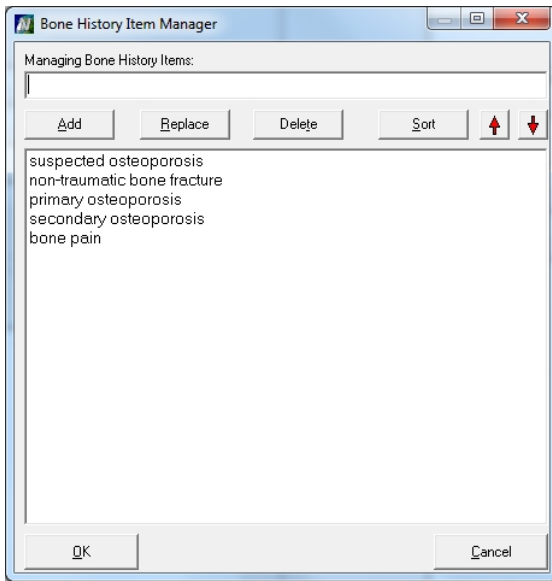 Bone History Item Manager
Managing Bone History Items:
Add Replace Delete Sort
suspected osteoporosis
non-traumatic bone fracture
primary osteoporosis
secondary osteoporosis
bone pain
OK Cancel